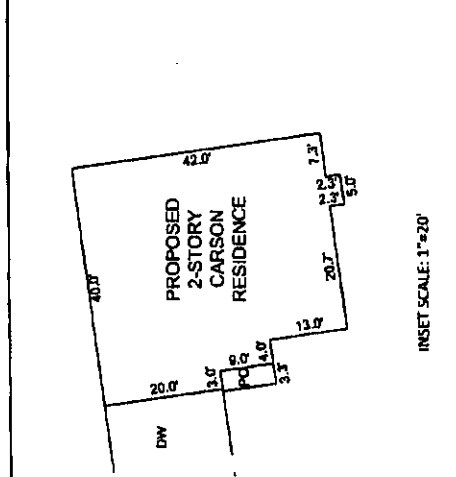 42.0'
7.3'
2.3'
2.3'
5.0'
40.0'
PROPOSED
2-STORY
CARSON
RESIDENCE
20.7'
13.0'
9.0'
4.0'
3.0'
PO
3.3'
20.0'
DW
INSET SCALE: 1"=20'